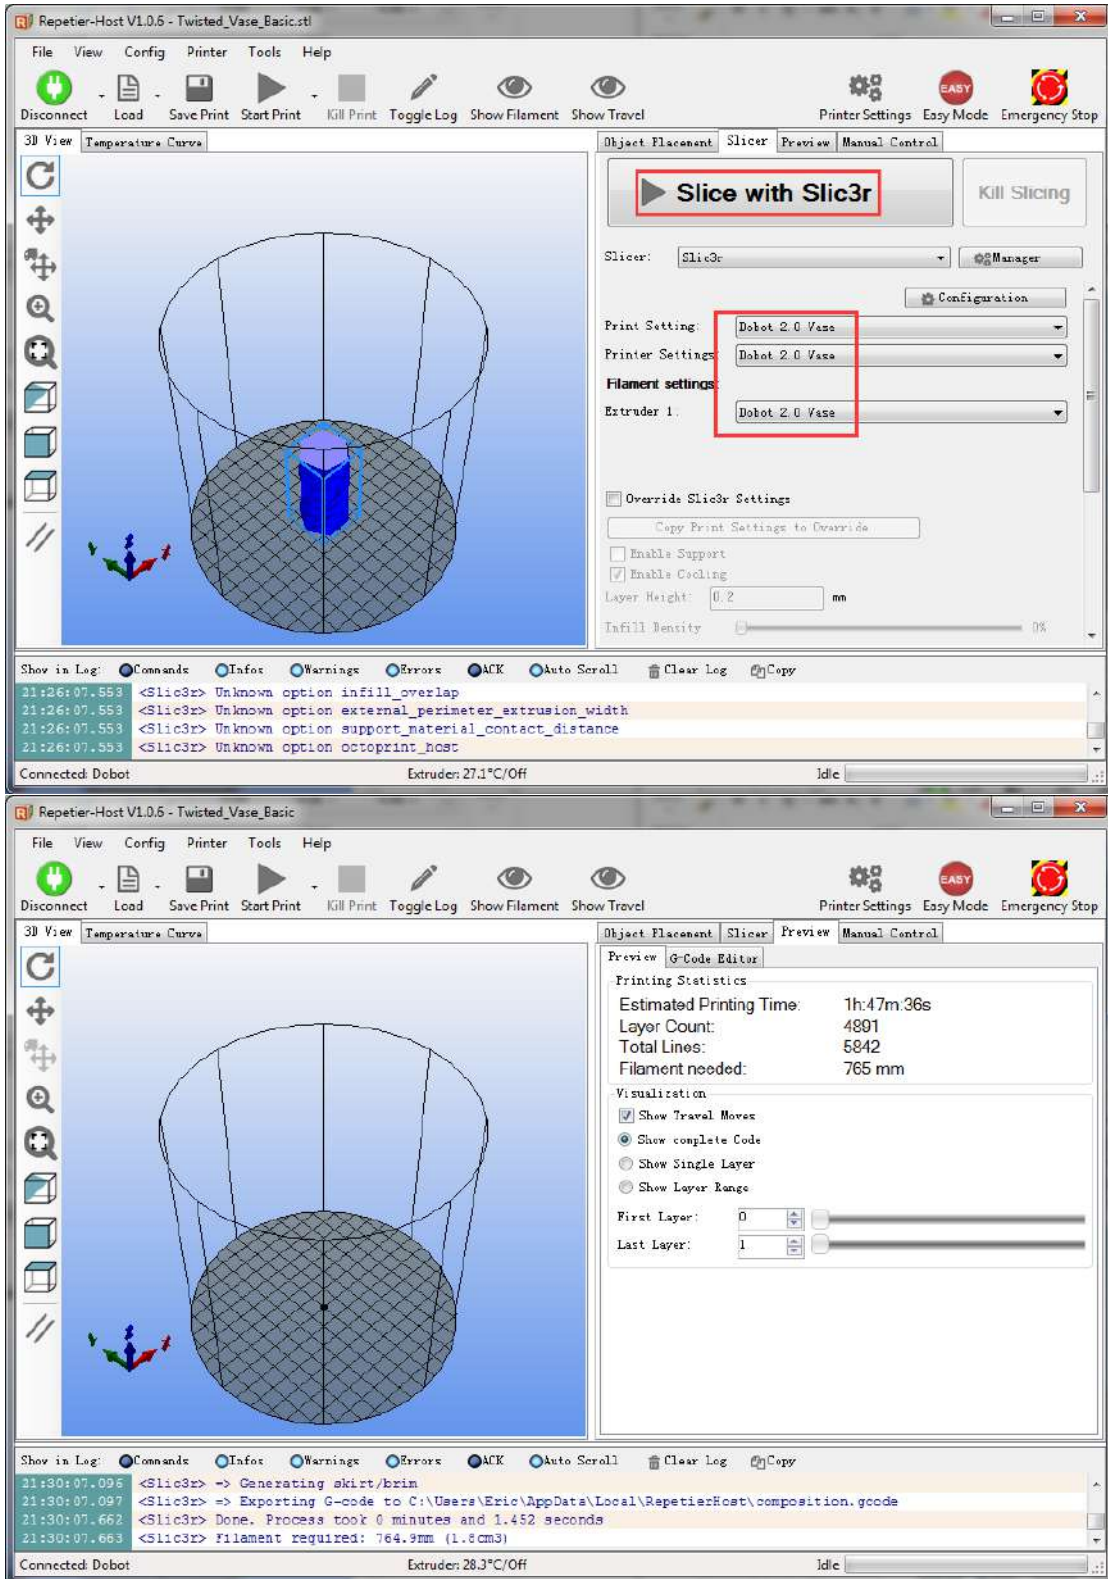 Repetier-Host V1.0.6 - Twisted_Vase_Basic.stl
File View Config Printer Tools Help
Disconnect Load Save Print Start Print Kill Print Toggle Log Show Filament Show Travel Printer Settings Easy Mode Emergency Stop
EASY
3D View Temperature Curve
Object Placement Slicer Preview Manual Control
Slice with Slic3r
Kill Slicing
Slicer: Slic3r Manager
Configuration
Print Setting: Dobot 2.0 Vase
Printer Settings: Dobot 2.0 Vase
Filament settings:
Extruder 1: Dobot 2.0 Vase
Override Slic3r Settings
Copy Print Settings to Override
Enable Support
Enable Cooling
Layer Height: 0.2 mm
Infill Density 0%
Show in Log: Commands Infos Warnings Errors ACK Auto Scroll Clear Log Copy
21:26:07.553 <Slic3r> Unknown option infill_overlap
21:26:07.553 <Slic3r> Unknown option external_perimeter_extrusion_width
21:26:07.553 <Slic3r> Unknown option support_material_contact_distance
21:26:07.553 <Slic3r> Unknown option octoprint_host
Connected: Dobot Extruder: 27.1°C/Off Idle
Repetier-Host V1.0.6 - Twisted_Vase_Basic
File View Config Printer Tools Help
Disconnect Load Save Print Start Print Kill Print Toggle Log Show Filament Show Travel Printer Settings Easy Mode Emergency Stop
EASY
3D View Temperature Curve
Object Placement Slicer Preview Manual Control
Preview G-Code Editor
Printing Statistics
Estimated Printing Time: 1h:47m:36s
Layer Count: 4891
Total Lines: 5842
Filament needed: 765 mm
Visualization
Show Travel Moves
Show complete Code
Show Single Layer
Show Layer Range
First Layer: 0
Last Layer: 1
Show in Log: Commands Infos Warnings Errors ACK Auto Scroll Clear Log Copy
21:30:07.096 <Slic3r> => Generating skirt/brim
21:30:07.097 <Slic3r> => Exporting G-code to C:\Users\Eric\AppData\Local\RepetierHost\composition.gcode
21:30:07.662 <Slic3r> Done. Process took 0 minutes and 1.452 seconds
21:30:07.663 <Slic3r> Filament required: 764.9mm (1.8cm3)
Connected: Dobot Extruder: 28.3°C/Off Idle